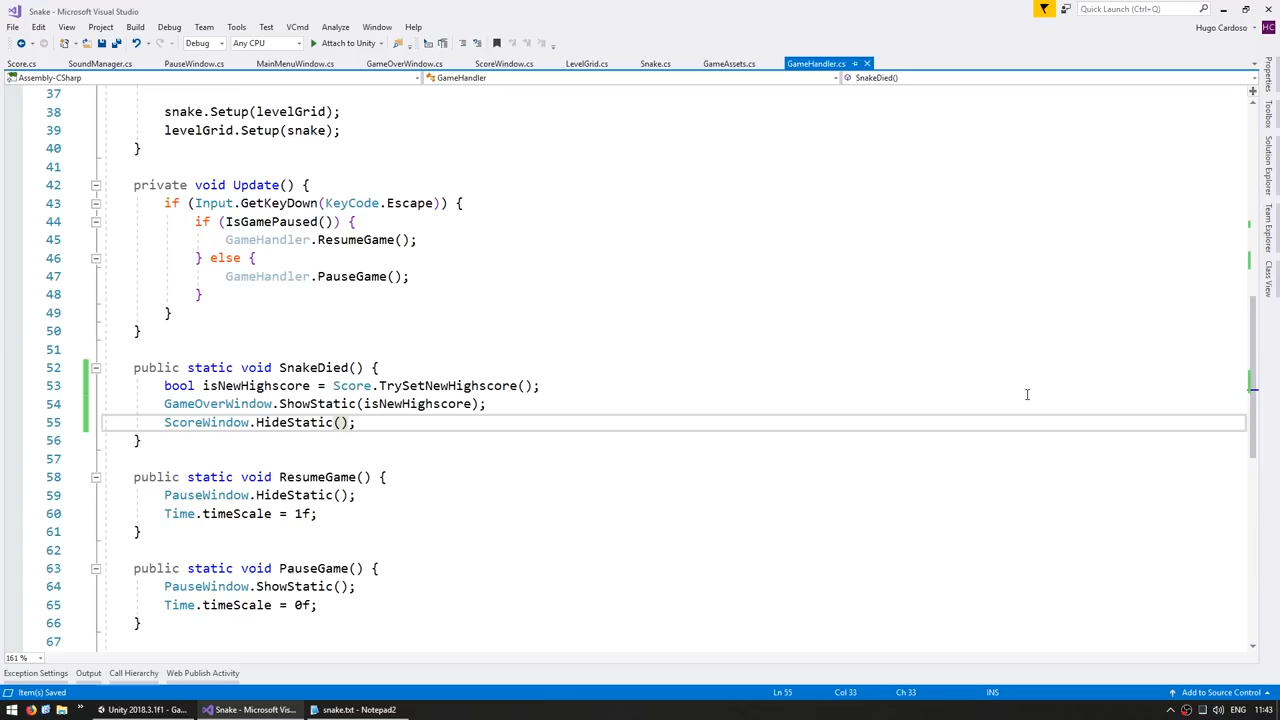 Snake - Microsoft Visual Studio
Quick Launch (Ctrl+Q)
File Edit View Project Build Debug Team Tools Test VCmd Analyze Window Help
Hugo Cardoso HC
Debug Any CPU Attach to Unity
Score.cs SoundManager.cs PauseWindow.cs MainMenuWindow.cs GameOverWindow.cs ScoreWindow.cs LevelGrid.cs Snake.cs GameAssets.cs GameHandler.cs
Assembly-CSharp GameHandler SnakeDied()
37
38 snake.Setup(levelGrid);
39 levelGrid.Setup(snake);
40 }
41
42 private void Update() {
43 if (Input.GetKeyDown(KeyCode.Escape)) {
44 if (IsGamePaused()) {
45 GameHandler.ResumeGame();
46 } else {
47 GameHandler.PauseGame();
48 }
49 }
50 }
51
52 public static void SnakeDied() {
53 bool isNewHighscore = Score.TrySetNewHighscore();
54 GameOverWindow.ShowStatic(isNewHighscore);
55 ScoreWindow.HideStatic();
56 }
57
58 public static void ResumeGame() {
59 PauseWindow.HideStatic();
60 Time.timeScale = 1f;
61 }
62
63 public static void PauseGame() {
64 PauseWindow.ShowStatic();
65 Time.timeScale = 0f;
66 }
67
Properties
Toolbox
Solution Explorer
Team Explorer
Class View
161 %
Exception Settings Output Call Hierarchy Web Publish Activity
Item(s) Saved Ln 55 Col 33 Ch 33 INS Add to Source Control
Unity 2018.3.1f1 - Ga... Snake - Microsoft Vis... snake.txt - Notepad2 ENG 11:43